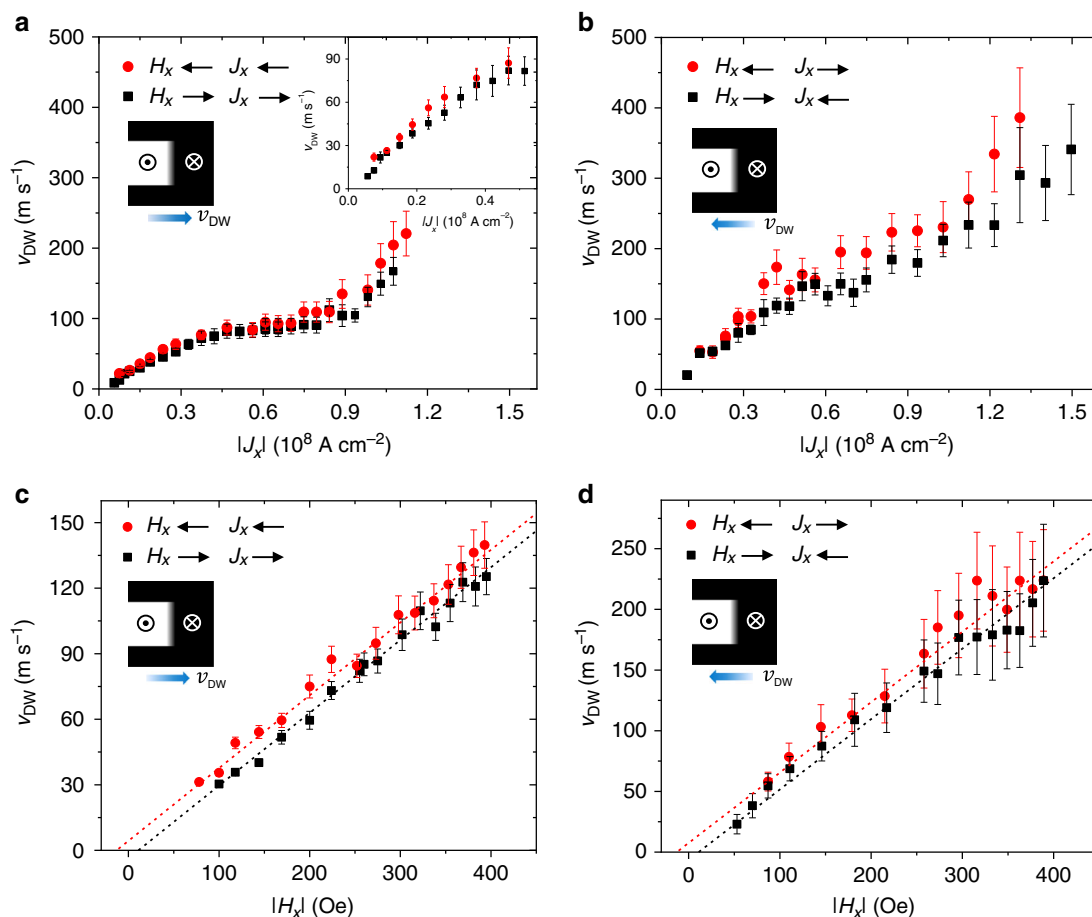 a
500
400
300
200
100
0
v_DW (m s⁻¹)
H_x ← J_x ←
H_x → J_x →
v_DW
90
60
30
0
v_DW (m s⁻¹)
0 0.2 0.4
|J_x| (10⁸ A cm⁻²)
0.0 0.3 0.6 0.9 1.2 1.5
|J_x| (10⁸ A cm⁻²)
b
500
400
300
200
100
0
v_DW (m s⁻¹)
H_x ← J_x →
H_x → J_x ←
v_DW
0 0.3 0.6 0.9 1.2 1.5
|J_x| (10⁸ A cm⁻²)
c
150
120
90
60
30
0
v_DW (m s⁻¹)
H_x ← J_x ←
H_x → J_x →
v_DW
0 100 200 300 400
|H_x| (Oe)
d
250
200
150
100
50
0
v_DW (m s⁻¹)
H_x ← J_x →
H_x → J_x ←
v_DW
0 100 200 300 400
|H_x| (Oe)